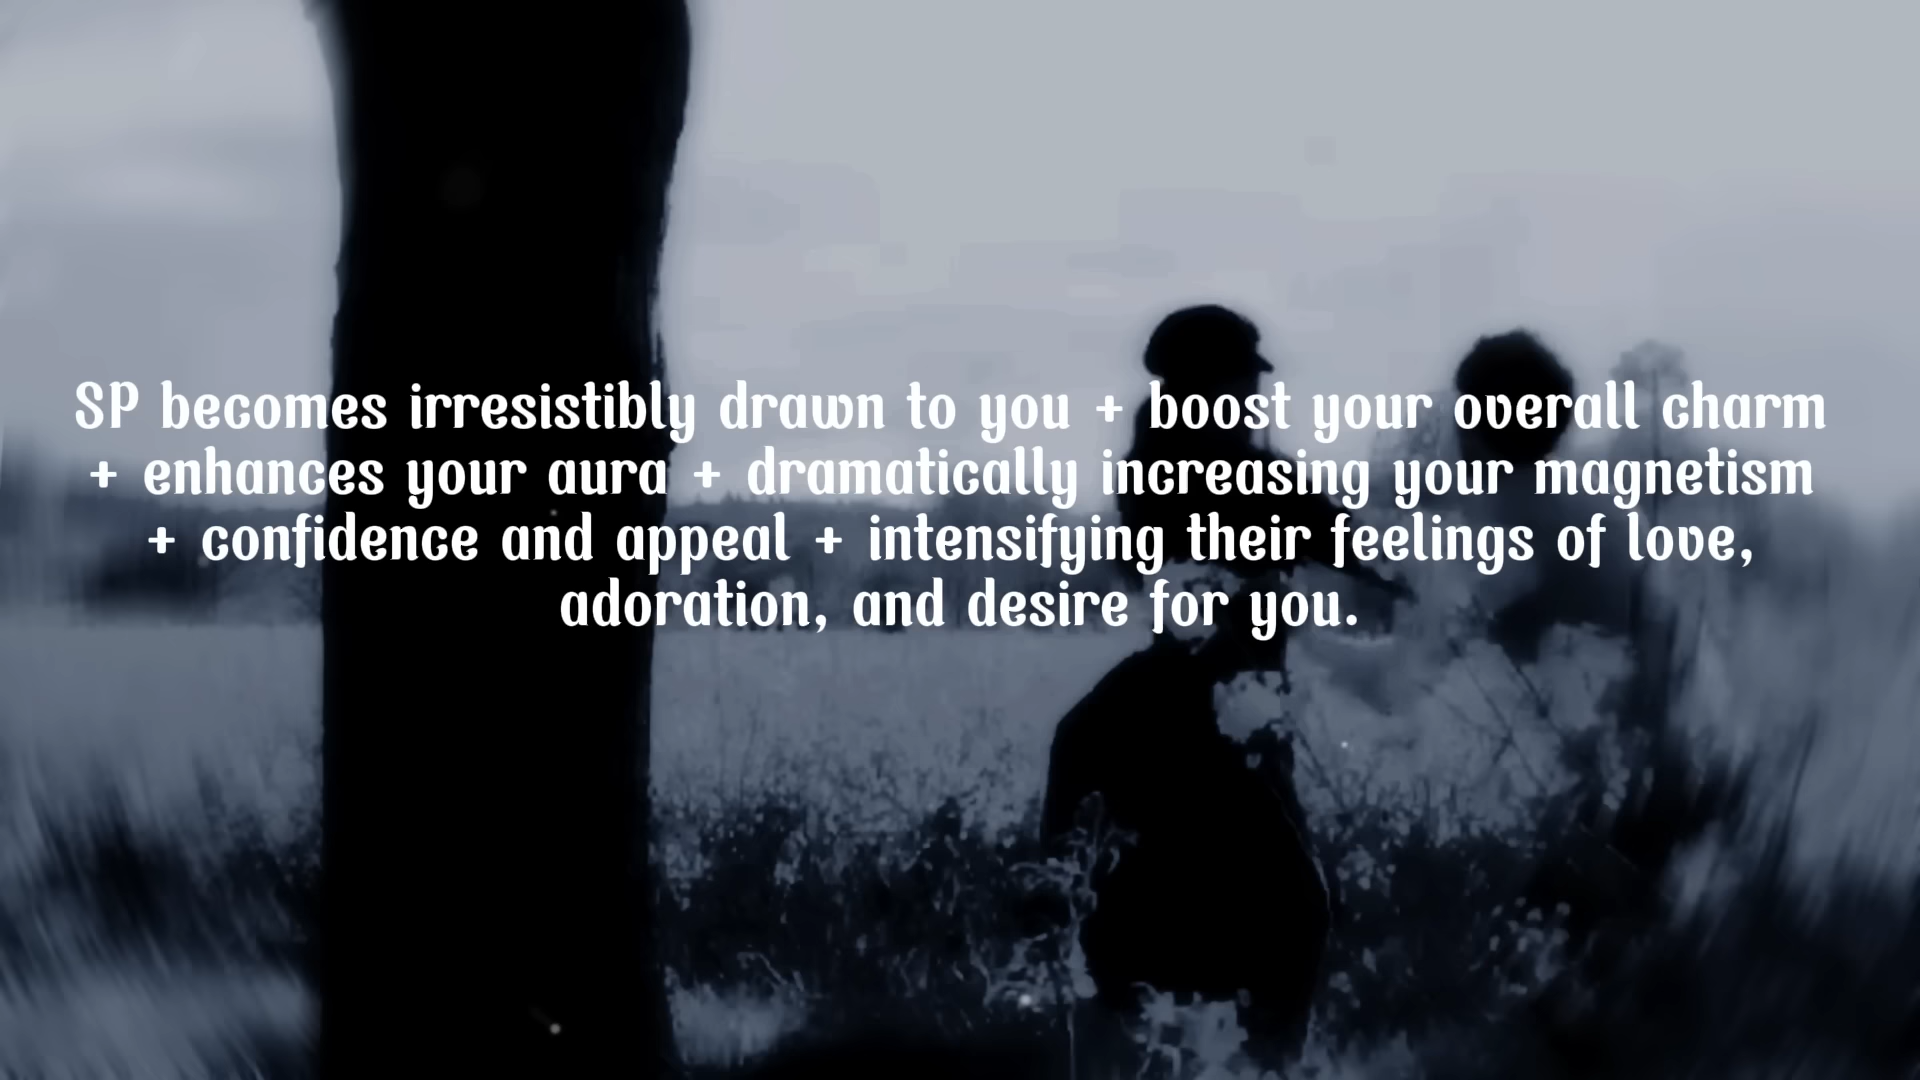 SP becomes irresistibly drawn to you + boost your overall charm
+ enhances your aura + dramatically increasing your magnetism
+ confidence and appeal + intensifying their feelings of love,
adoration, and desire for you.